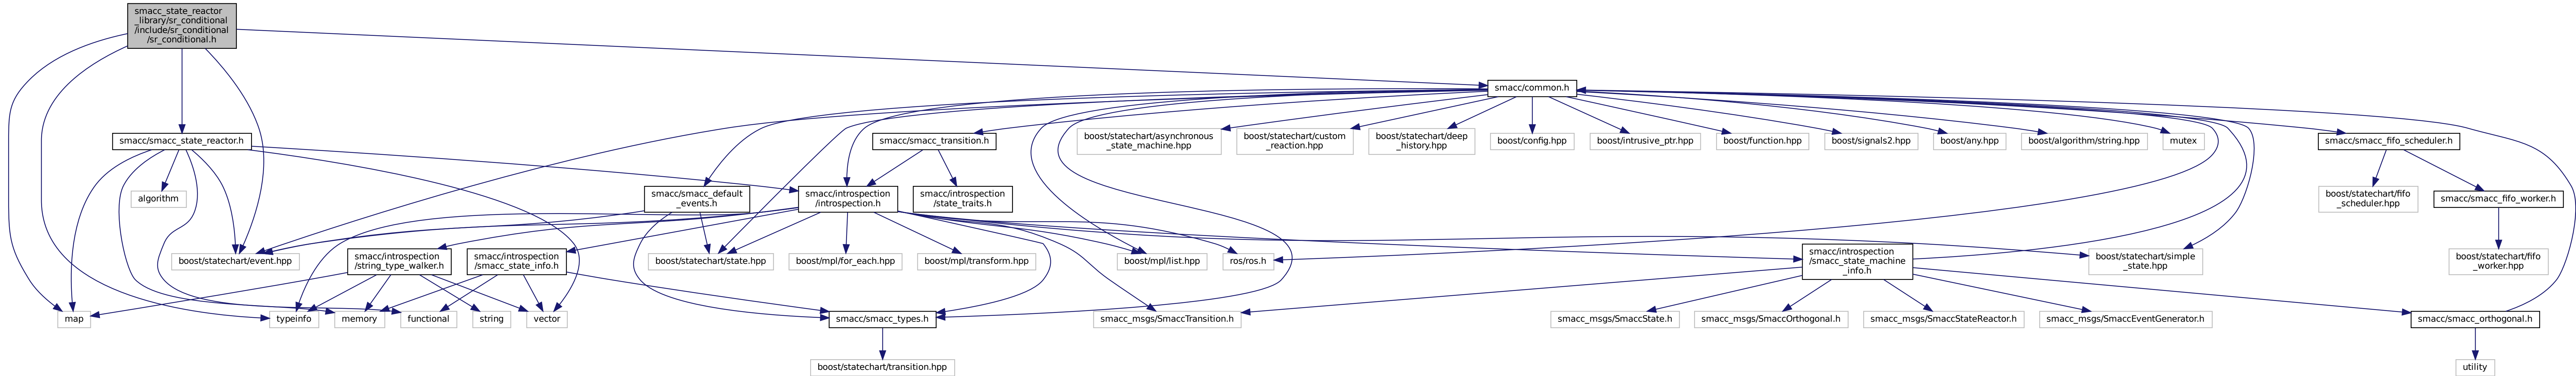 smacc_state_reactor
_library/sr_conditional
/include/sr_conditional
/sr_conditional.h
smacc/common.h
smacc/smacc_state_reactor.h
smacc/smacc_transition.h
boost/statechart/asynchronous
_state_machine.hpp
boost/statechart/custom
_reaction.hpp
boost/statechart/deep
_history.hpp
boost/config.hpp
boost/intrusive_ptr.hpp
boost/function.hpp
boost/signals2.hpp
boost/any.hpp
boost/algorithm/string.hpp
mutex
smacc/smacc_fifo_scheduler.h
algorithm
smacc/smacc_default
_events.h
smacc/introspection
/introspection.h
smacc/introspection
/state_traits.h
boost/statechart/fifo
_scheduler.hpp
smacc/smacc_fifo_worker.h
boost/statechart/event.hpp
smacc/introspection
/string_type_walker.h
smacc/introspection
/smacc_state_info.h
boost/statechart/state.hpp
boost/mpl/for_each.hpp
boost/mpl/transform.hpp
boost/mpl/list.hpp
ros/ros.h
smacc/introspection
/smacc_state_machine
_info.h
boost/statechart/simple
_state.hpp
boost/statechart/fifo
_worker.hpp
map
typeinfo
memory
functional
string
vector
smacc/smacc_types.h
smacc_msgs/SmaccTransition.h
smacc_msgs/SmaccState.h
smacc_msgs/SmaccOrthogonal.h
smacc_msgs/SmaccStateReactor.h
smacc_msgs/SmaccEventGenerator.h
smacc/smacc_orthogonal.h
boost/statechart/transition.hpp
utility